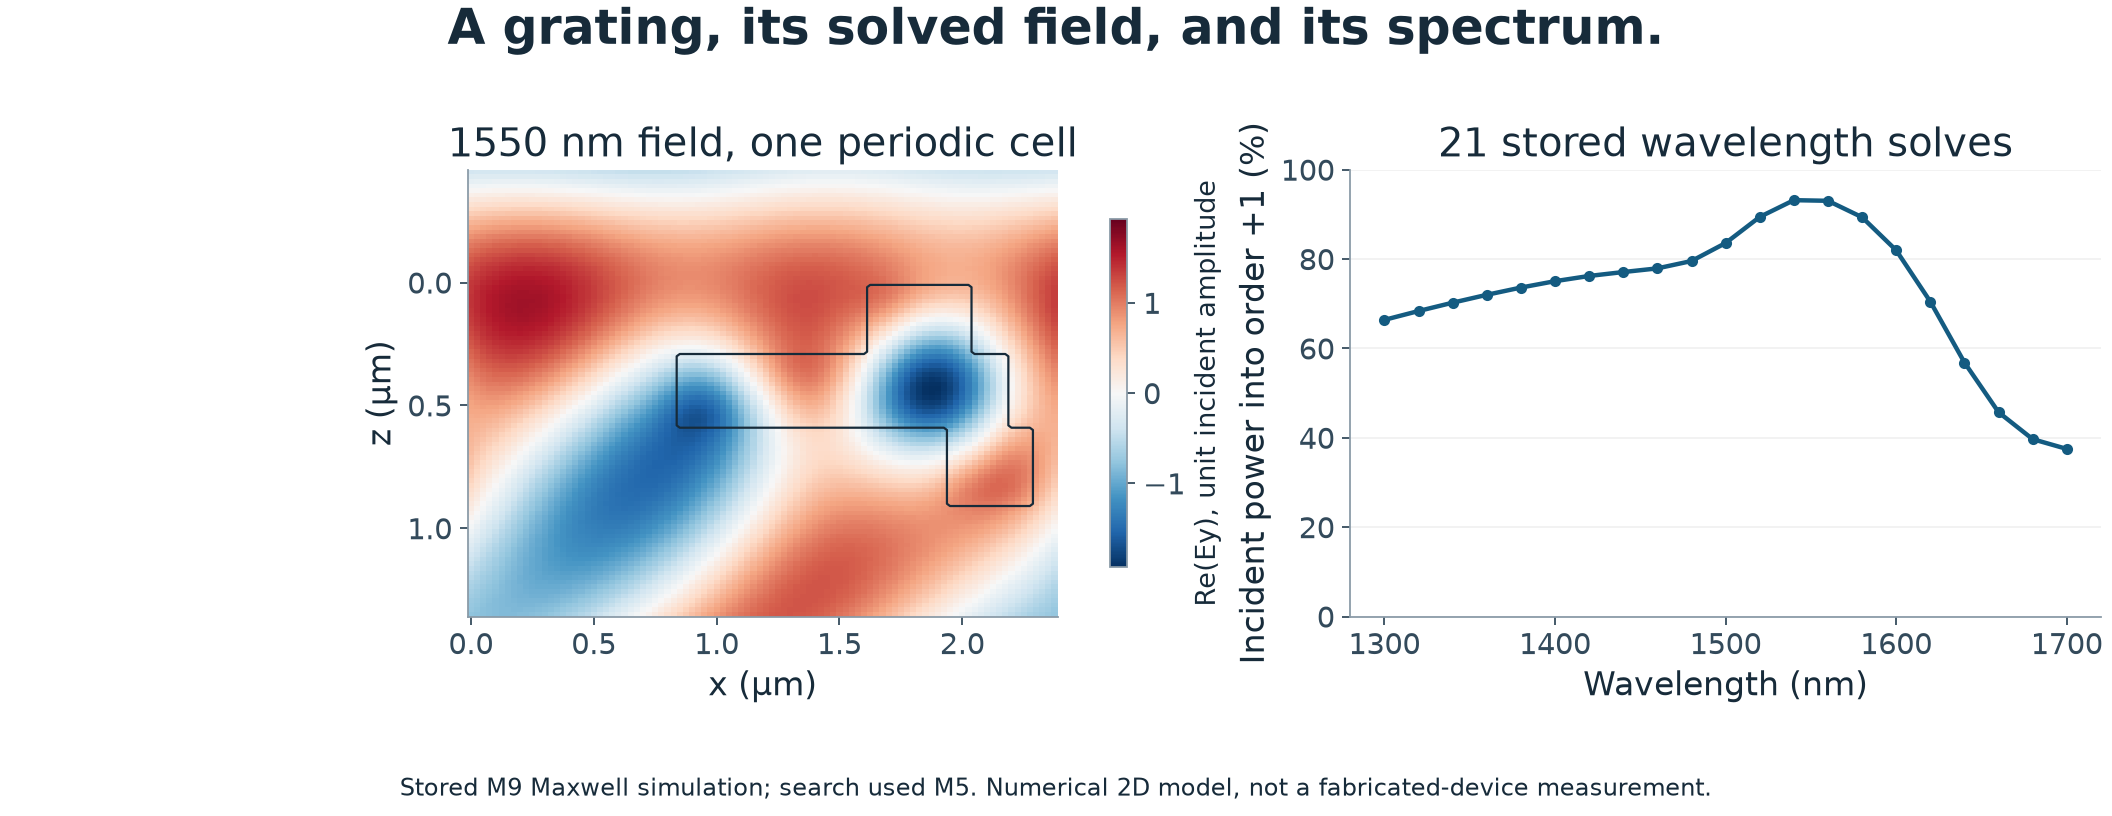 A grating, its solved field, and its spectrum.
1550 nm field, one periodic cell
z (µm)
0.0
0.5
1.0
0.0 0.5 1.0 1.5 2.0
x (µm)
1
0
−1
Re(Ey), unit incident amplitude
21 stored wavelength solves
Incident power into order +1 (%)
100
80
60
40
20
0
1300 1400 1500 1600 1700
Wavelength (nm)
Stored M9 Maxwell simulation; search used M5. Numerical 2D model, not a fabricated-device measurement.